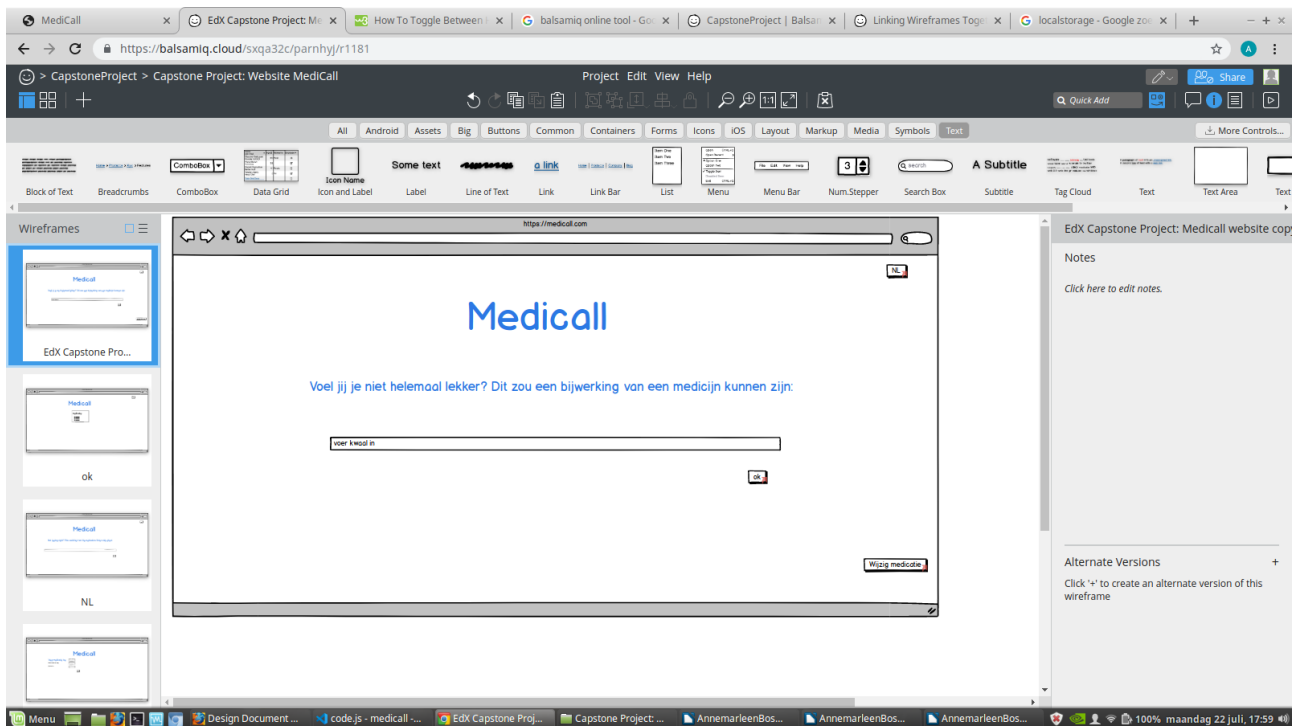 MediCall
EdX Capstone Project: Me
How To Toggle Between
balsamiq online tool - Goo
CapstoneProject | Balsam
Linking Wireframes Toge
localstorage - Google zoe
https://balsamiq.cloud/sxqa32c/parnhyj/r1181
A
> CapstoneProject > Capstone Project: Website MediCall
Project Edit View Help
Share
1:1
Quick Add
All Android Assets Big Buttons Common Containers Forms Icons iOS Layout Markup Media Symbols Text
More Controls...
ComboBox
Icon Name
Some text
a link
3
search
A Subtitle
Block of Text Breadcrumbs ComboBox Data Grid Icon and Label Label Line of Text Link Link Bar List Menu Menu Bar Num.Stepper Search Box Subtitle Tag Cloud Text Text Area Text
Wireframes
Medicall
EdX Capstone Pro...
Medicall
ok
Medicall
NL
Medicall
https://medicall.com
NL
Medicall
Voel jij je niet helemaal lekker? Dit zou een bijwerking van een medicijn kunnen zijn:
voer kwaal in
ok
Wijzig medicatie
EdX Capstone Project: Medicall website copy
Notes
Click here to edit notes.
Alternate Versions +
Click '+' to create an alternate version of this
wireframe
Menu
Design Document ...
code.js - medicall -...
EdX Capstone Proj...
Capstone Project: ...
AnnemarleenBos...
AnnemarleenBos...
AnnemarleenBos...
100% maandag 22 juli, 17:59